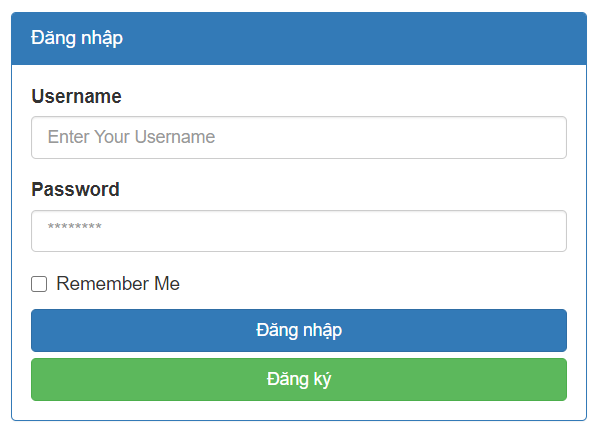 Đăng nhập
Username
Enter Your Username
Password
********
Remember Me
Đăng nhập
Đăng ký